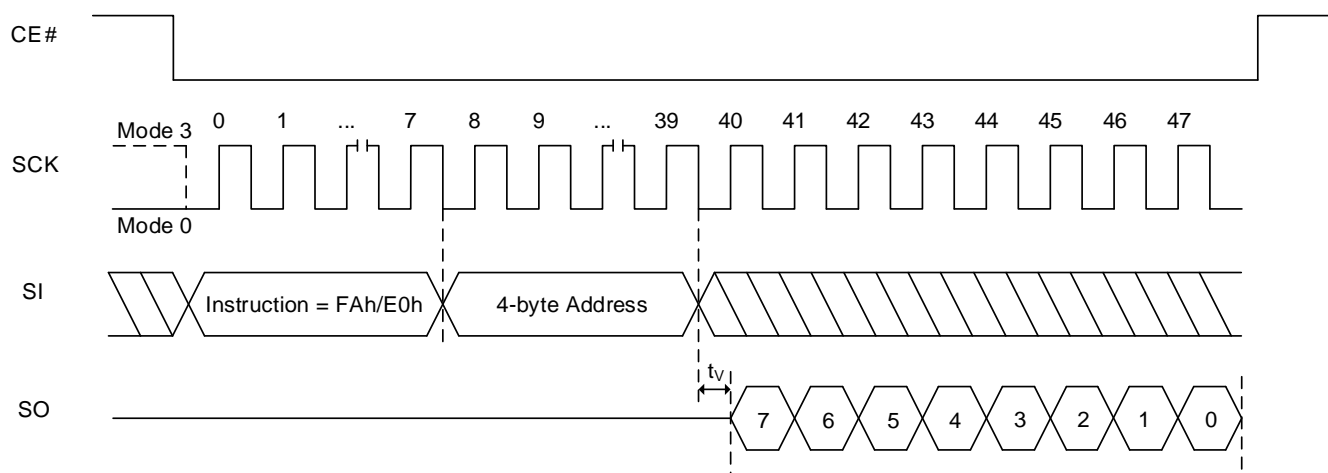 CE#
SCK
Mode 3
0 1 ... 7 8 9 ... 39 40 41 42 43 44 45 46 47
Mode 0
SI
Instruction = FAh/E0h
4-byte Address
tV
SO
7 6 5 4 3 2 1 0